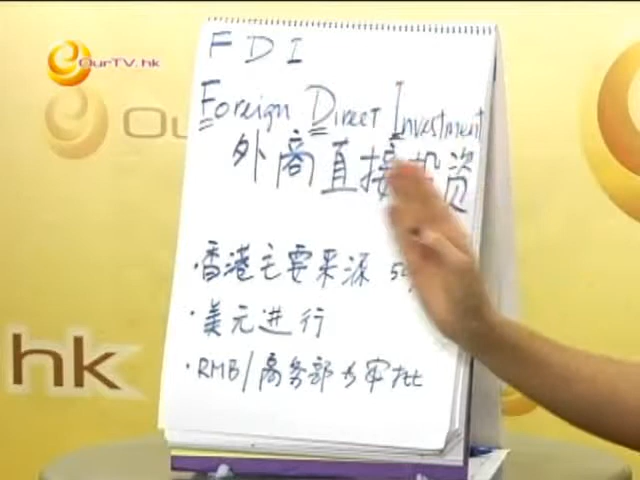 OurTV.hk
F D I
Foreign Direct Investment
外商直接投资
·香港主要来源
·美元进行
·RMB/商务部 审批
Ou
hk